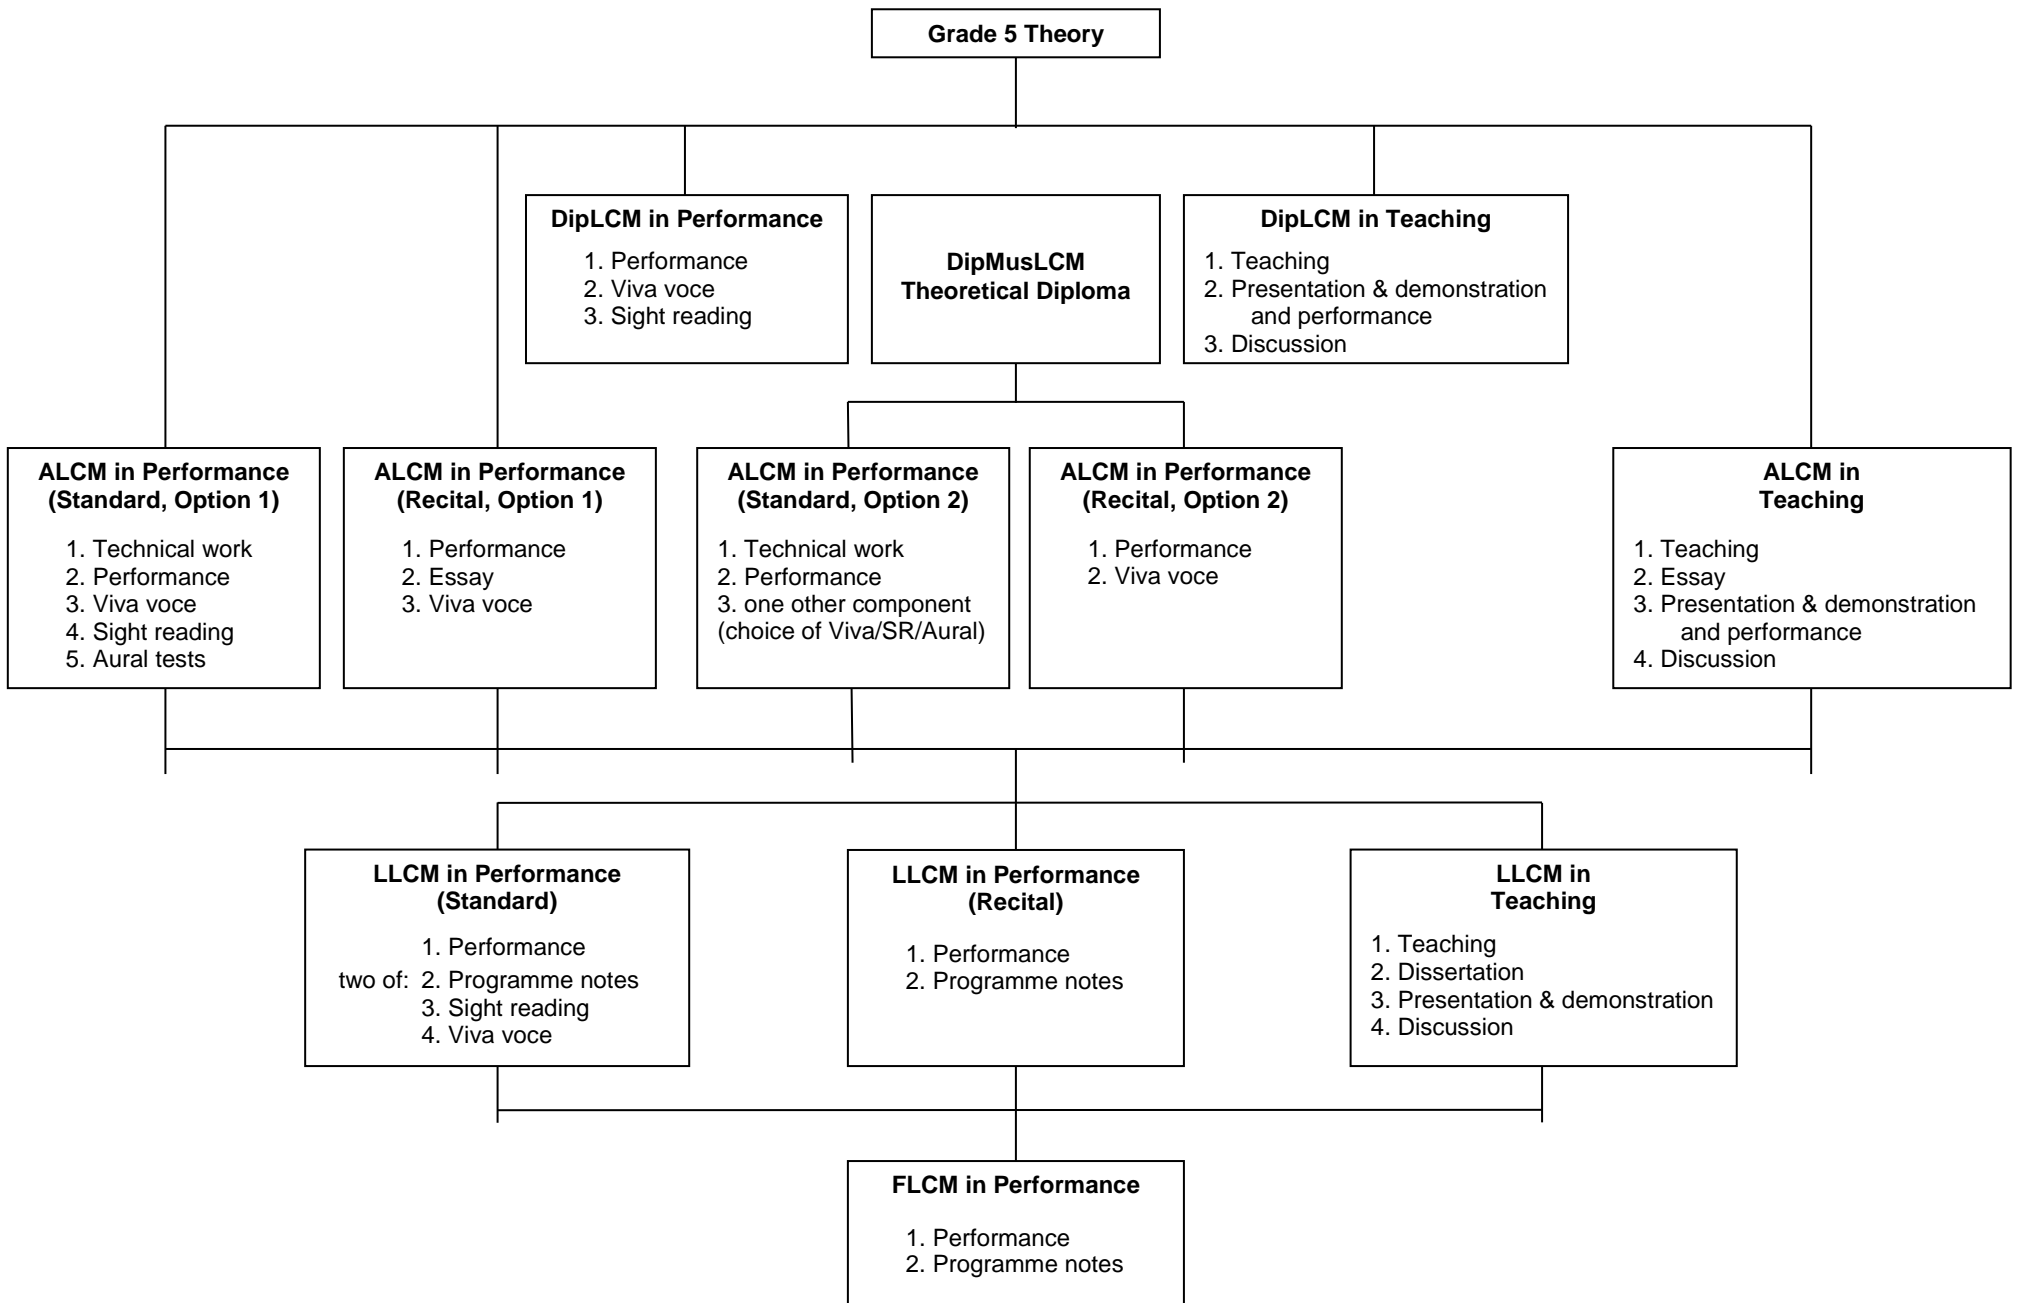 Grade 5 Theory
DipLCM in Performance
1. Performance
2. Viva voce
3. Sight reading
DipMusLCM
Theoretical Diploma
DipLCM in Teaching
1. Teaching
2. Presentation & demonstration
and performance
3. Discussion
ALCM in Performance
(Standard, Option 1)
1. Technical work
2. Performance
3. Viva voce
4. Sight reading
5. Aural tests
ALCM in Performance
(Recital, Option 1)
1. Performance
2. Essay
3. Viva voce
ALCM in Performance
(Standard, Option 2)
1. Technical work
2. Performance
3. one other component
(choice of Viva/SR/Aural)
ALCM in Performance
(Recital, Option 2)
1. Performance
2. Viva voce
ALCM in
Teaching
1. Teaching
2. Essay
3. Presentation & demonstration
and performance
4. Discussion
LLCM in Performance
(Standard)
1. Performance
two of: 2. Programme notes
3. Sight reading
4. Viva voce
LLCM in Performance
(Recital)
1. Performance
2. Programme notes
LLCM in
Teaching
1. Teaching
2. Dissertation
3. Presentation & demonstration
4. Discussion
FLCM in Performance
1. Performance
2. Programme notes